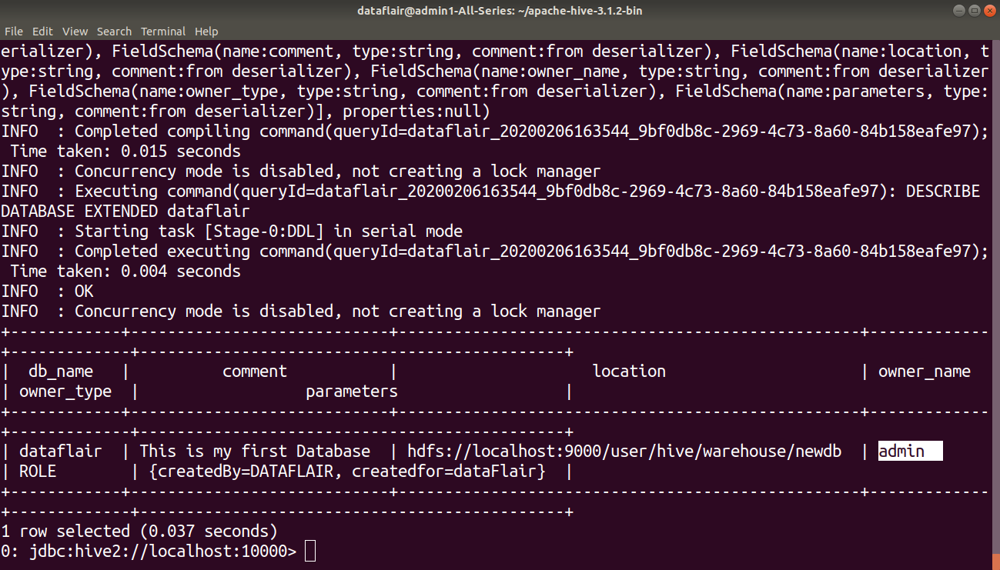 dataflair@admin1-All-Series: ~/apache-hive-3.1.2-bin
File Edit View Search Terminal Help
erializer), FieldSchema(name:comment, type:string, comment:from deserializer), FieldSchema(name:location, t
ype:string, comment:from deserializer), FieldSchema(name:owner_name, type:string, comment:from deserializer
), FieldSchema(name:owner_type, type:string, comment:from deserializer), FieldSchema(name:parameters, type:
string, comment:from deserializer)], properties:null)
INFO  : Completed compiling command(queryId=dataflair_20200206163544_9bf0db8c-2969-4c73-8a60-84b158eafe97);
 Time taken: 0.015 seconds
INFO  : Concurrency mode is disabled, not creating a lock manager
INFO  : Executing command(queryId=dataflair_20200206163544_9bf0db8c-2969-4c73-8a60-84b158eafe97): DESCRIBE
DATABASE EXTENDED dataflair
INFO  : Starting task [Stage-0:DDL] in serial mode
INFO  : Completed executing command(queryId=dataflair_20200206163544_9bf0db8c-2969-4c73-8a60-84b158eafe97);
 Time taken: 0.004 seconds
INFO  : OK
INFO  : Concurrency mode is disabled, not creating a lock manager
+------------+----------------------------+--------------------------------------------------+-------------
+-------------+----------------------------------------------+
|  db_name   |          comment           |                     location                     | owner_name
| owner_type  |                  parameters                  |
+------------+----------------------------+--------------------------------------------------+-------------
+-------------+----------------------------------------------+
| dataflair  | This is my first Database  | hdfs://localhost:9000/user/hive/warehouse/newdb  | admin
| ROLE        | {createdBy=DATAFLAIR, createdfor=dataFlair}  |
+------------+----------------------------+--------------------------------------------------+-------------
+-------------+----------------------------------------------+
1 row selected (0.037 seconds)
0: jdbc:hive2://localhost:10000>